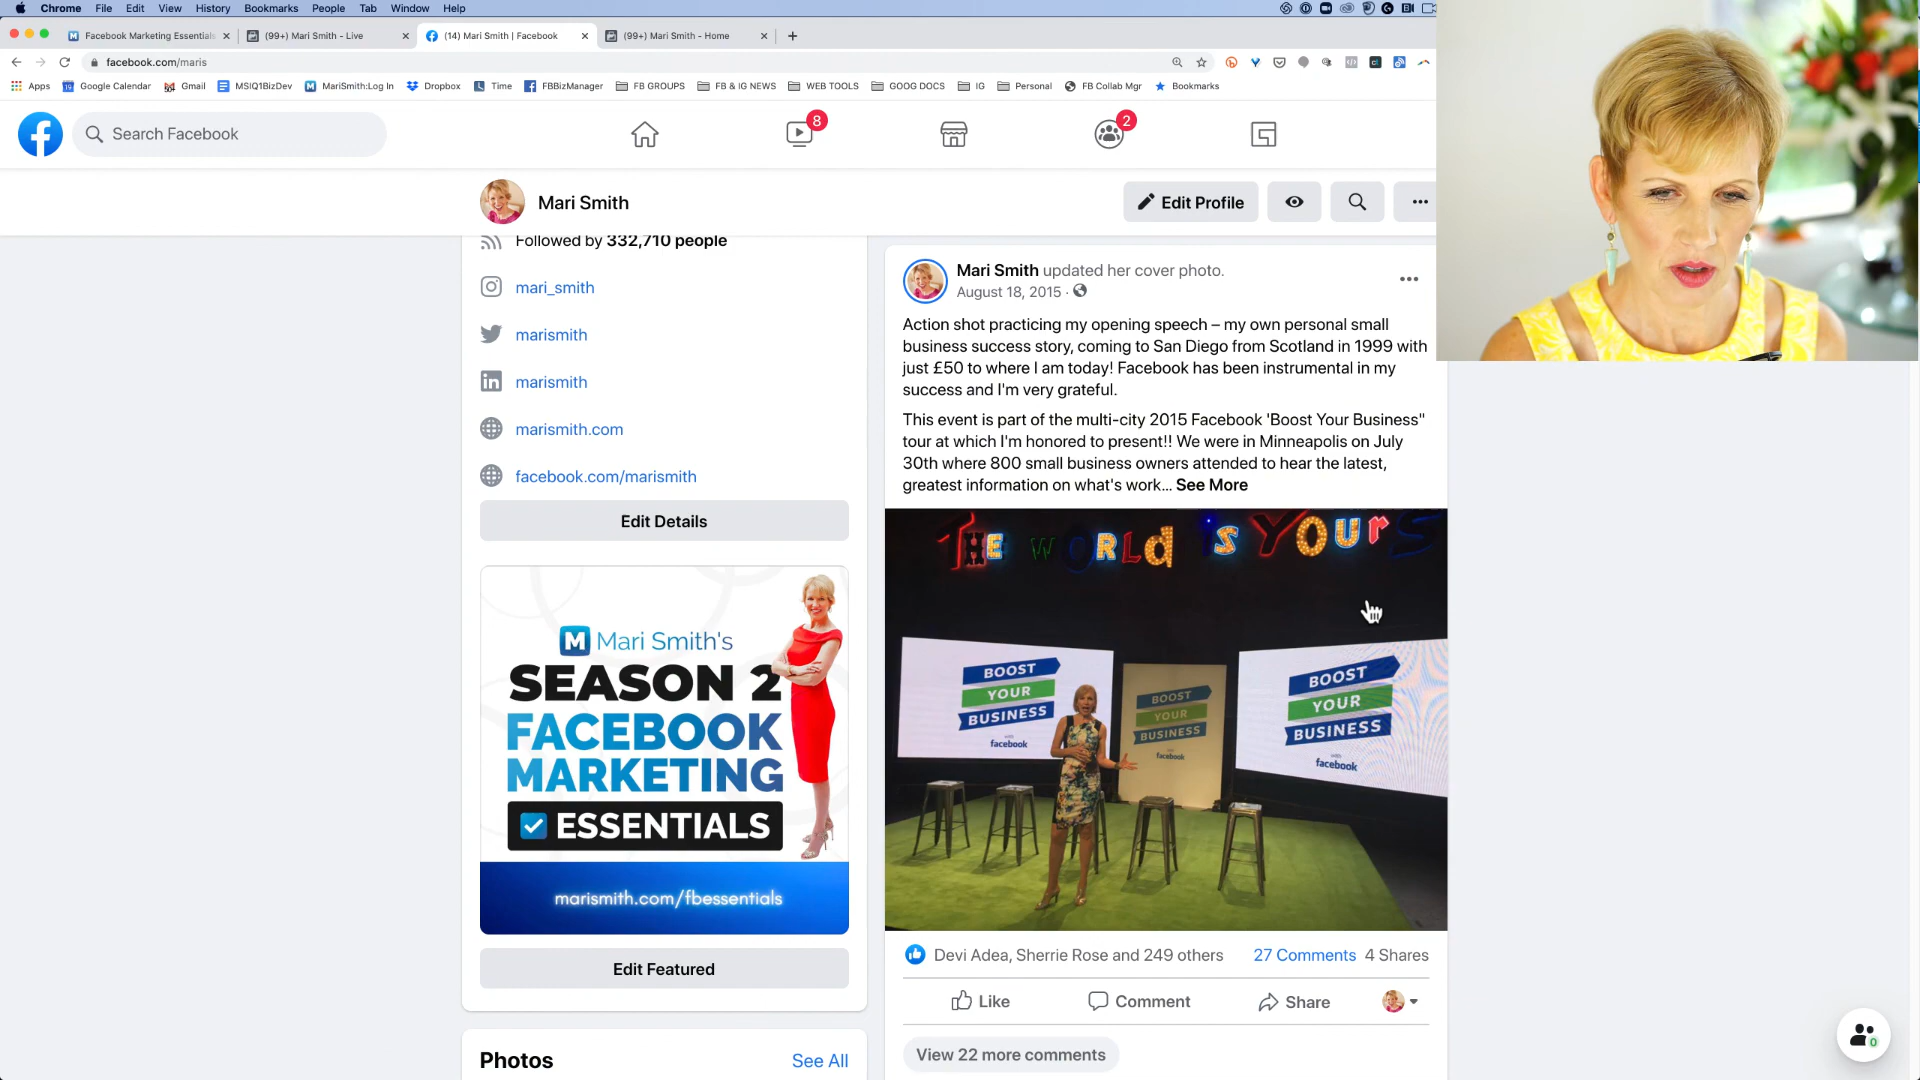 Chrome File Edit View History Bookmarks People Tab Window Help
Facebook Marketing Essentials
(99+) Mari Smith - Live
(14) Mari Smith | Facebook
(99+) Mari Smith - Home
facebook.com/maris
Apps Google Calendar Gmail MSIQ1BizDev MariSmith:Log In Dropbox Time FBBizManager FB GROUPS FB & IG NEWS WEB TOOLS GOOG DOCS IG Personal FB Collab Mgr Bookmarks
Search Facebook
8
2
Mari Smith
Edit Profile
Followed by 332,710 people
mari_smith
marismith
marismith
marismith.com
facebook.com/marismith
Edit Details
M Mari Smith's
SEASON 2
FACEBOOK
MARKETING
ESSENTIALS
marismith.com/fbessentials
Edit Featured
Photos
See All
Mari Smith updated her cover photo.
August 18, 2015 ·
Action shot practicing my opening speech – my own personal small
business success story, coming to San Diego from Scotland in 1999 with
just £50 to where I am today! Facebook has been instrumental in my
success and I'm very grateful.
This event is part of the multi-city 2015 Facebook 'Boost Your Business"
tour at which I'm honored to present!! We were in Minneapolis on July
30th where 800 small business owners attended to hear the latest,
greatest information on what's work... See More
THE WORLd iS YOUrS
BOOST
YOUR
BUSINESS
with
facebook
BOOST
YOUR
BUSINESS
facebook
BOOST
YOUR
BUSINESS
with
facebook
Devi Adea, Sherrie Rose and 249 others
27 Comments 4 Shares
Like
Comment
Share
View 22 more comments
0